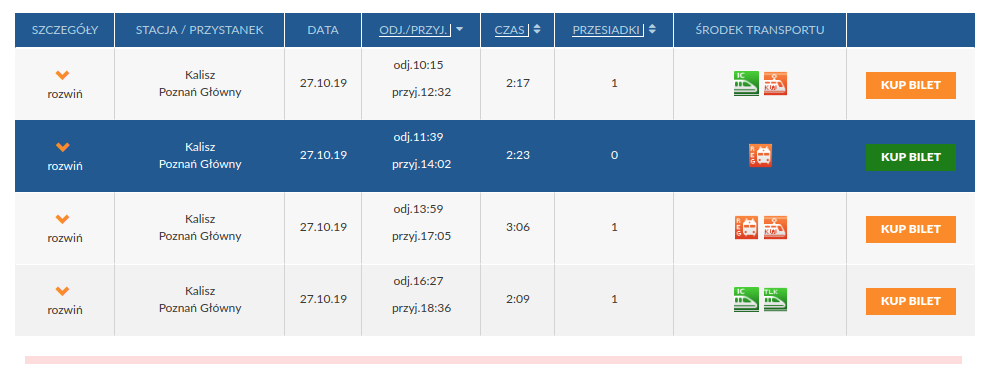 SZCZEGÓŁY STACJA / PRZYSTANEK DATA ODJ./PRZYJ. CZAS PRZESIADKI ŚRODEK TRANSPORTU
rozwiń Kalisz Poznań Główny 27.10.19 odj.10:15 przyj.12:32 2:17 1 IC KW KUP BILET
rozwiń Kalisz Poznań Główny 27.10.19 odj.11:39 przyj.14:02 2:23 0 REG KUP BILET
rozwiń Kalisz Poznań Główny 27.10.19 odj.13:59 przyj.17:05 3:06 1 REG KW KUP BILET
rozwiń Kalisz Poznań Główny 27.10.19 odj.16:27 przyj.18:36 2:09 1 IC TLK KUP BILET